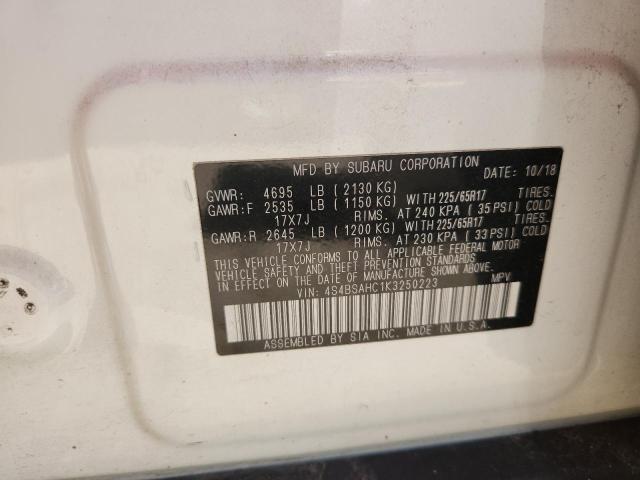 MFD BY SUBARU CORPORATION DATE: 10/18
GVWR: 4695 LB ( 2130 KG)
GAWR:F 2535 LB ( 1150 KG) WITH 225/65R17 TIRES.
17X7J RIMS. AT 240 KPA ( 35 PSI) COLD
GAWR:R 2645 LB ( 1200 KG) WITH 225/65R17 TIRES.
17X7J RIMS. AT 230 KPA ( 33 PSI) COLD
THIS VEHICLE CONFORMS TO ALL APPLICABLE FEDERAL MOTOR
VEHICLE SAFETY, BUMPER, AND THEFT PREVENTION STANDARDS
IN EFFECT ON THE DATE OF MANUFACTURE SHOWN ABOVE.
VIN: 4S4BSAHC1K3250223 MPV
ASSEMBLED BY SIA INC. MADE IN U.S.A.